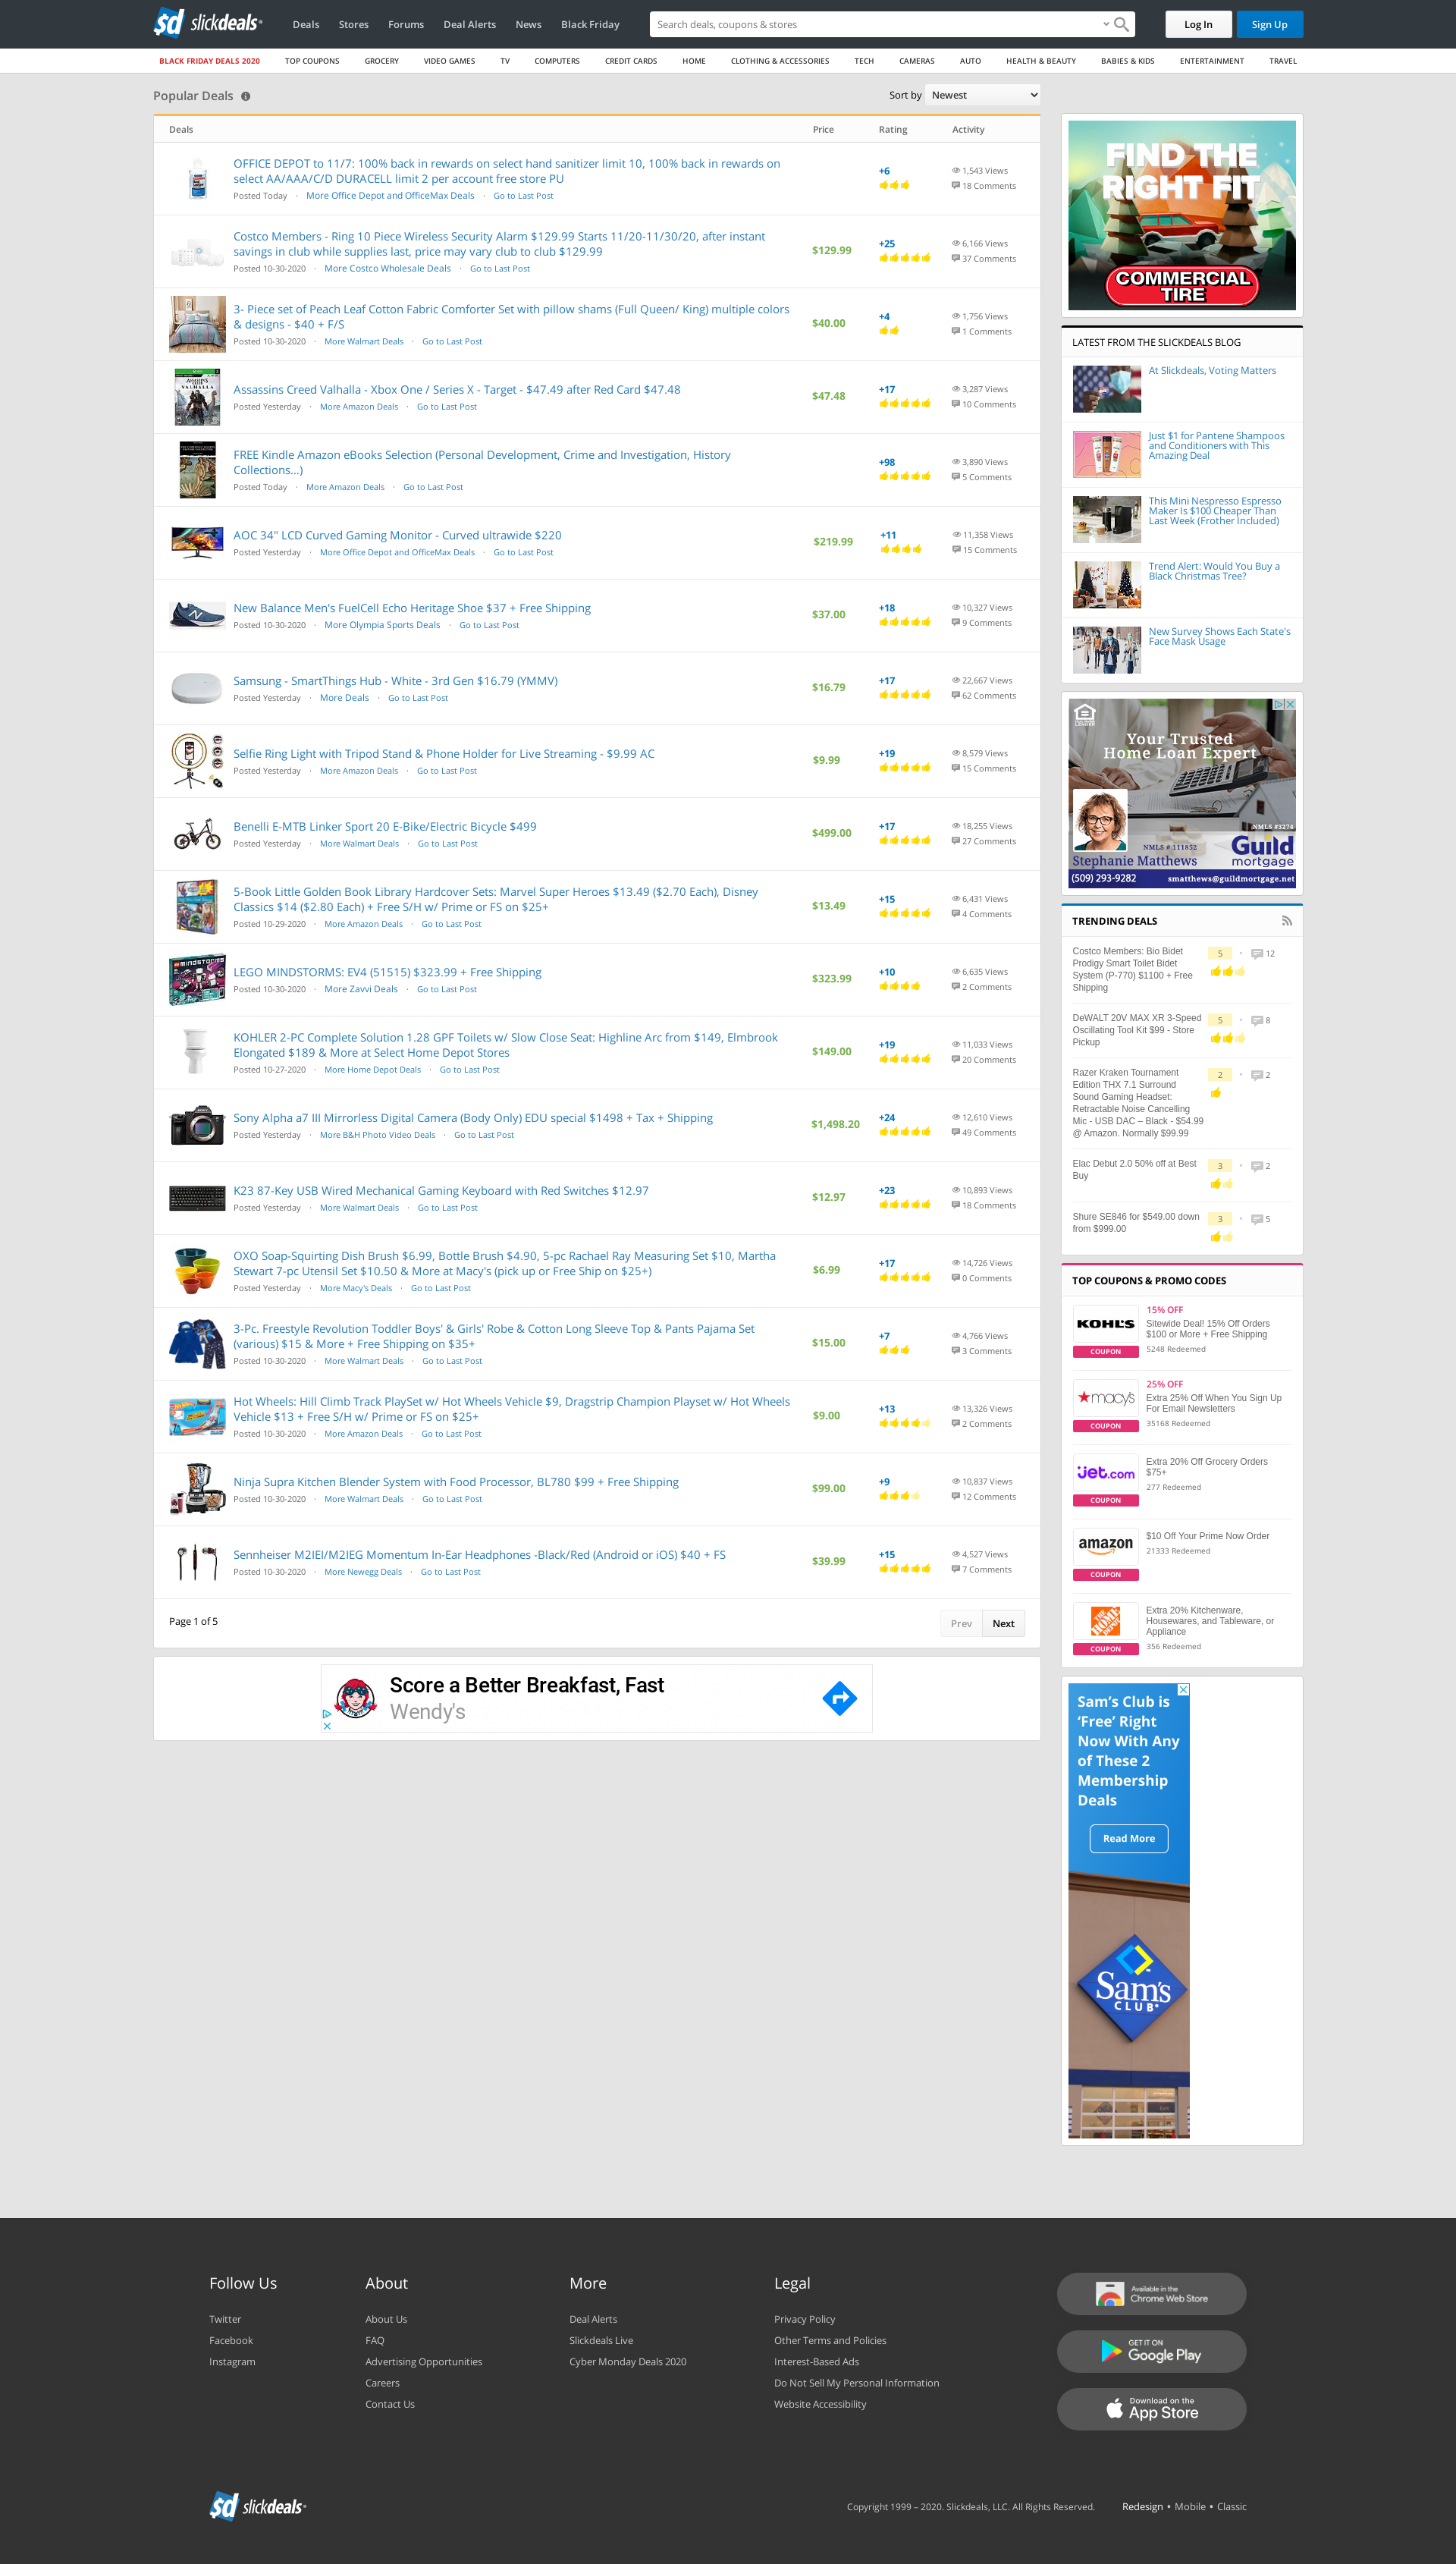 sd slickdeals
Deals Stores Forums Deal Alerts News Black Friday
Search deals, coupons & stores
Log In Sign Up
BLACK FRIDAY DEALS 2020 TOP COUPONS GROCERY VIDEO GAMES TV COMPUTERS CREDIT CARDS HOME CLOTHING & ACCESSORIES TECH CAMERAS AUTO HEALTH & BEAUTY BABIES & KIDS ENTERTAINMENT TRAVEL
Popular Deals
Sort by Newest
Deals Price Rating Activity
OFFICE DEPOT to 11/7: 100% back in rewards on select hand sanitizer limit 10, 100% back in rewards on
select AA/AAA/C/D DURACELL limit 2 per account free store PU
Posted Today · More Office Depot and OfficeMax Deals · Go to Last Post
+6
1,543 Views
18 Comments
Costco Members - Ring 10 Piece Wireless Security Alarm $129.99 Starts 11/20-11/30/20, after instant
savings in club while supplies last, price may vary club to club $129.99
Posted 10-30-2020 · More Costco Wholesale Deals · Go to Last Post
$129.99
+25
6,166 Views
37 Comments
3- Piece set of Peach Leaf Cotton Fabric Comforter Set with pillow shams (Full Queen/ King) multiple colors
& designs - $40 + F/S
Posted 10-30-2020 · More Walmart Deals · Go to Last Post
$40.00
+4
1,756 Views
1 Comments
Assassins Creed Valhalla - Xbox One / Series X - Target - $47.49 after Red Card $47.48
Posted Yesterday · More Amazon Deals · Go to Last Post
$47.48
+17
3,287 Views
10 Comments
FREE Kindle Amazon eBooks Selection (Personal Development, Crime and Investigation, History
Collections...)
Posted Today · More Amazon Deals · Go to Last Post
+98
3,890 Views
5 Comments
AOC 34" LCD Curved Gaming Monitor - Curved ultrawide $220
Posted Yesterday · More Office Depot and OfficeMax Deals · Go to Last Post
$219.99
+11
11,358 Views
15 Comments
New Balance Men's FuelCell Echo Heritage Shoe $37 + Free Shipping
Posted 10-30-2020 · More Olympia Sports Deals · Go to Last Post
$37.00
+18
10,327 Views
9 Comments
Samsung - SmartThings Hub - White - 3rd Gen $16.79 (YMMV)
Posted Yesterday · More Deals · Go to Last Post
$16.79
+17
22,667 Views
62 Comments
Selfie Ring Light with Tripod Stand & Phone Holder for Live Streaming - $9.99 AC
Posted Yesterday · More Amazon Deals · Go to Last Post
$9.99
+19
8,579 Views
15 Comments
Benelli E-MTB Linker Sport 20 E-Bike/Electric Bicycle $499
Posted Yesterday · More Walmart Deals · Go to Last Post
$499.00
+17
18,255 Views
27 Comments
5-Book Little Golden Book Library Hardcover Sets: Marvel Super Heroes $13.49 ($2.70 Each), Disney
Classics $14 ($2.80 Each) + Free S/H w/ Prime or FS on $25+
Posted 10-29-2020 · More Amazon Deals · Go to Last Post
$13.49
+15
6,431 Views
4 Comments
LEGO MINDSTORMS: EV4 (51515) $323.99 + Free Shipping
Posted 10-30-2020 · More Zavvi Deals · Go to Last Post
$323.99
+10
6,635 Views
2 Comments
KOHLER 2-PC Complete Solution 1.28 GPF Toilets w/ Slow Close Seat: Highline Arc from $149, Elmbrook
Elongated $189 & More at Select Home Depot Stores
Posted 10-27-2020 · More Home Depot Deals · Go to Last Post
$149.00
+19
11,033 Views
20 Comments
Sony Alpha a7 III Mirrorless Digital Camera (Body Only) EDU special $1498 + Tax + Shipping
Posted Yesterday · More B&H Photo Video Deals · Go to Last Post
$1,498.20
+24
12,610 Views
49 Comments
K23 87-Key USB Wired Mechanical Gaming Keyboard with Red Switches $12.97
Posted Yesterday · More Walmart Deals · Go to Last Post
$12.97
+23
10,893 Views
18 Comments
OXO Soap-Squirting Dish Brush $6.99, Bottle Brush $4.90, 5-pc Rachael Ray Measuring Set $10, Martha
Stewart 7-pc Utensil Set $10.50 & More at Macy's (pick up or Free Ship on $25+)
Posted Yesterday · More Macy's Deals · Go to Last Post
$6.99
+17
14,726 Views
0 Comments
3-Pc. Freestyle Revolution Toddler Boys' & Girls' Robe & Cotton Long Sleeve Top & Pants Pajama Set
(various) $15 & More + Free Shipping on $35+
Posted 10-30-2020 · More Walmart Deals · Go to Last Post
$15.00
+7
4,766 Views
3 Comments
Hot Wheels: Hill Climb Track PlaySet w/ Hot Wheels Vehicle $9, Dragstrip Champion Playset w/ Hot Wheels
Vehicle $13 + Free S/H w/ Prime or FS on $25+
Posted 10-30-2020 · More Amazon Deals · Go to Last Post
$9.00
+13
13,326 Views
2 Comments
Ninja Supra Kitchen Blender System with Food Processor, BL780 $99 + Free Shipping
Posted 10-30-2020 · More Walmart Deals · Go to Last Post
$99.00
+9
10,837 Views
12 Comments
Sennheiser M2IEI/M2IEG Momentum In-Ear Headphones -Black/Red (Android or iOS) $40 + FS
Posted 10-30-2020 · More Newegg Deals · Go to Last Post
$39.99
+15
4,527 Views
7 Comments
Page 1 of 5
Prev Next
Score a Better Breakfast, Fast
Wendy's
FIND THE
RIGHT FIT
COMMERCIAL
TIRE
LATEST FROM THE SLICKDEALS BLOG
At Slickdeals, Voting Matters
Just $1 for Pantene Shampoos
and Conditioners with This
Amazing Deal
This Mini Nespresso Espresso
Maker Is $100 Cheaper Than
Last Week (Frother Included)
Trend Alert: Would You Buy a
Black Christmas Tree?
New Survey Shows Each State's
Face Mask Usage
Your Trusted
Home Loan Expert
NMLS #3274
NMLS # 111852
Guild
mortgage
Stephanie Matthews
(509) 293-9282 smatthews@guildmortgage.net
TRENDING DEALS
Costco Members: Bio Bidet
Prodigy Smart Toilet Bidet
System (P-770) $1100 + Free
Shipping
5 · 12
DeWALT 20V MAX XR 3-Speed
Oscillating Tool Kit $99 - Store
Pickup
5 · 8
Razer Kraken Tournament
Edition THX 7.1 Surround
Sound Gaming Headset:
Retractable Noise Cancelling
Mic - USB DAC – Black - $54.99
@ Amazon. Normally $99.99
2 · 2
Elac Debut 2.0 50% off at Best
Buy
3 · 2
Shure SE846 for $549.00 down
from $999.00
3 · 5
TOP COUPONS & PROMO CODES
KOHL'S
COUPON
15% OFF
Sitewide Deal! 15% Off Orders
$100 or More + Free Shipping
5248 Redeemed
macy's
COUPON
25% OFF
Extra 25% Off When You Sign Up
For Email Newsletters
35168 Redeemed
jet.com
COUPON
Extra 20% Off Grocery Orders
$75+
277 Redeemed
amazon
COUPON
$10 Off Your Prime Now Order
21333 Redeemed
THE HOME DEPOT
COUPON
Extra 20% Kitchenware,
Housewares, and Tableware, or
Appliance
356 Redeemed
Sam's Club is
'Free' Right
Now With Any
of These 2
Membership
Deals
Read More
Sam's
CLUB
Follow Us
Twitter
Facebook
Instagram
About
About Us
FAQ
Advertising Opportunities
Careers
Contact Us
More
Deal Alerts
Slickdeals Live
Cyber Monday Deals 2020
Legal
Privacy Policy
Other Terms and Policies
Interest-Based Ads
Do Not Sell My Personal Information
Website Accessibility
Available in the
Chrome Web Store
GET IT ON
Google Play
Download on the
App Store
sd slickdeals
Copyright 1999 – 2020. Slickdeals, LLC. All Rights Reserved.
Redesign • Mobile • Classic